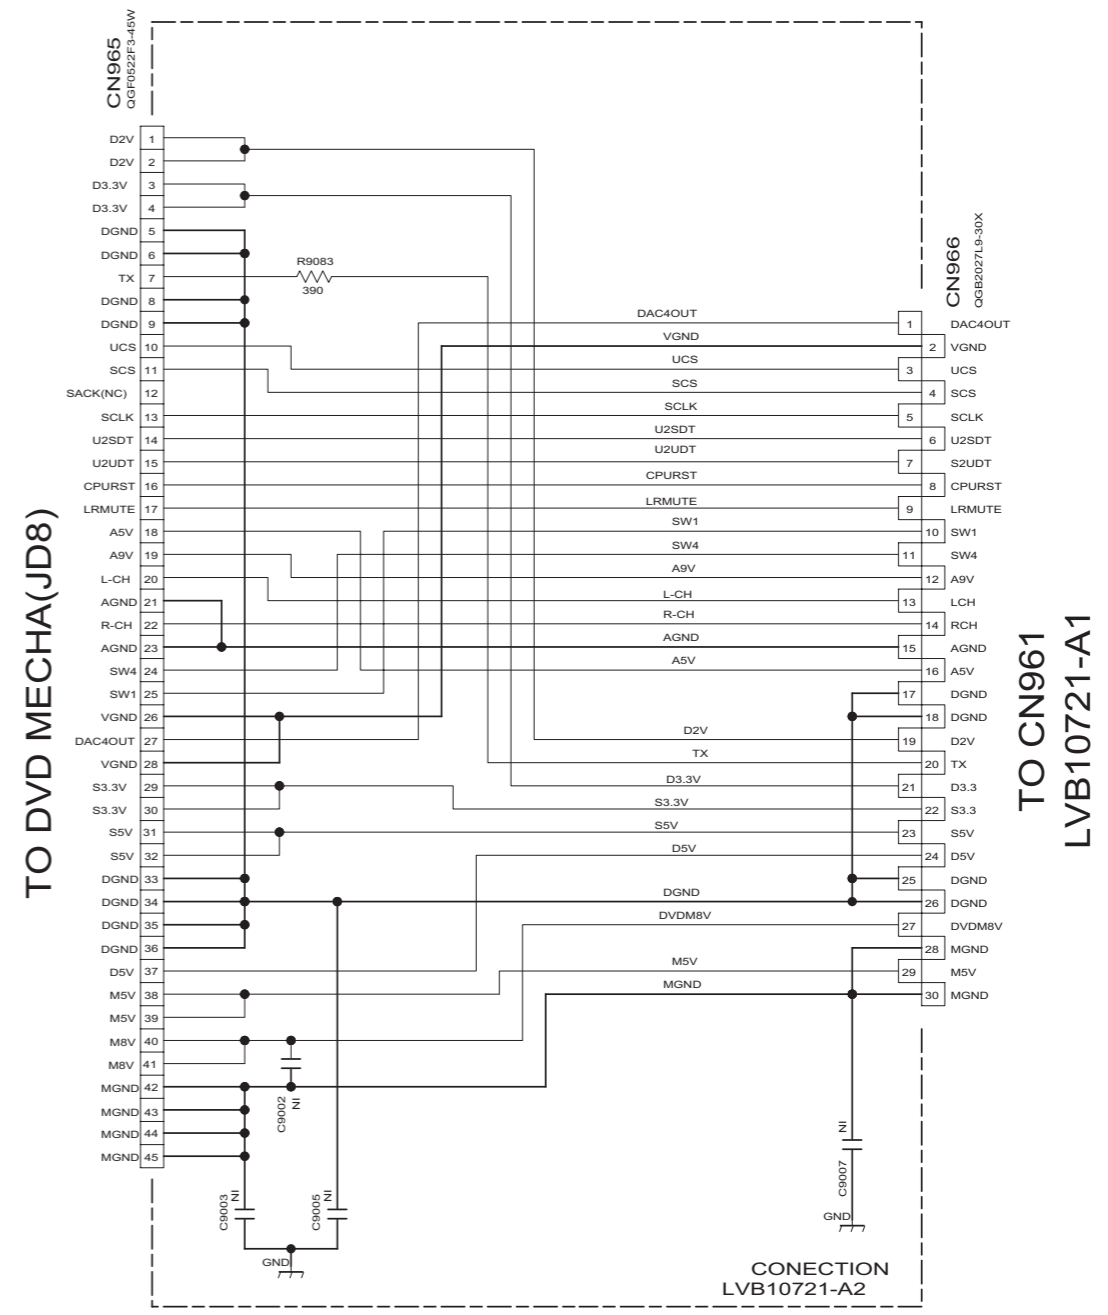 CN965
QGF0522F3-45W
D2V 1
D2V 2
D3.3V 3
D3.3V 4
DGND 5
DGND 6
TX 7
DGND 8
DGND 9
UCS 10
SCS 11
SACK(NC) 12
SCLK 13
U2SDT 14
U2UDT 15
CPURST 16
LRMUTE 17
A5V 18
A9V 19
L-CH 20
AGND 21
R-CH 22
AGND 23
SW4 24
SW1 25
VGND 26
DAC4OUT 27
VGND 28
S3.3V 29
S3.3V 30
S5V 31
S5V 32
DGND 33
DGND 34
DGND 35
DGND 36
D5V 37
M5V 38
M5V 39
M8V 40
M8V 41
MGND 42
MGND 43
MGND 44
MGND 45
TO DVD MECHA(JD8)
R9083
390
DAC4OUT
VGND
UCS
SCS
SCLK
U2SDT
U2UDT
CPURST
LRMUTE
SW1
SW4
A9V
L-CH
R-CH
AGND
A5V
D2V
TX
D3.3V
S3.3V
S5V
D5V
DGND
DVDM8V
M5V
MGND
C9002
NI
C9003
NI
C9005
NI
GND
C9007
NI
GND
CN966
QGB2027L9-30X
1 DAC4OUT
2 VGND
3 UCS
4 SCS
5 SCLK
6 U2SDT
7 S2UDT
8 CPURST
9 LRMUTE
10 SW1
11 SW4
12 A9V
13 LCH
14 RCH
15 AGND
16 A5V
17 DGND
18 DGND
19 D2V
20 TX
21 D3.3
22 S3.3
23 S5V
24 D5V
25 DGND
26 DGND
27 DVDM8V
28 MGND
29 M5V
30 MGND
TO CN961
LVB10721-A1
CONECTION
LVB10721-A2